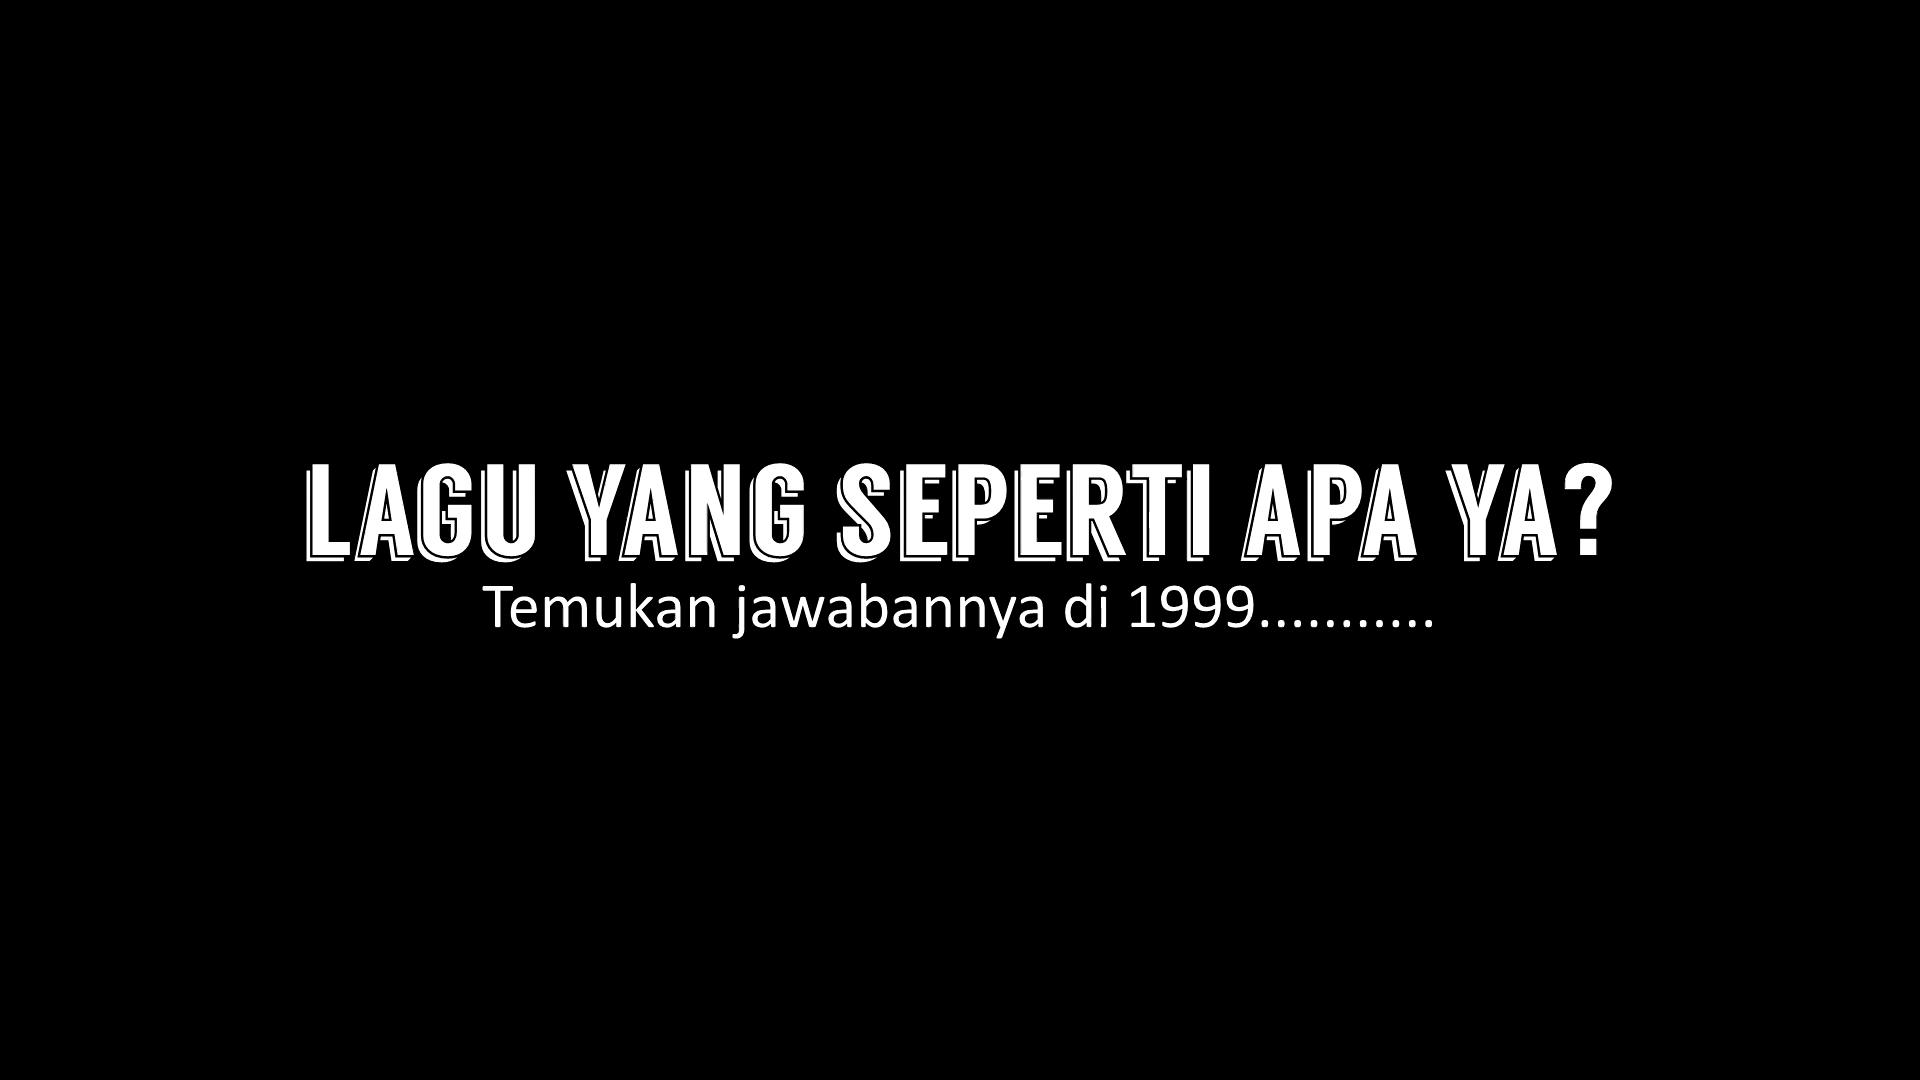 LAGU YANG SEPERTI APA YA?
Temukan jawabannya di 1999...........